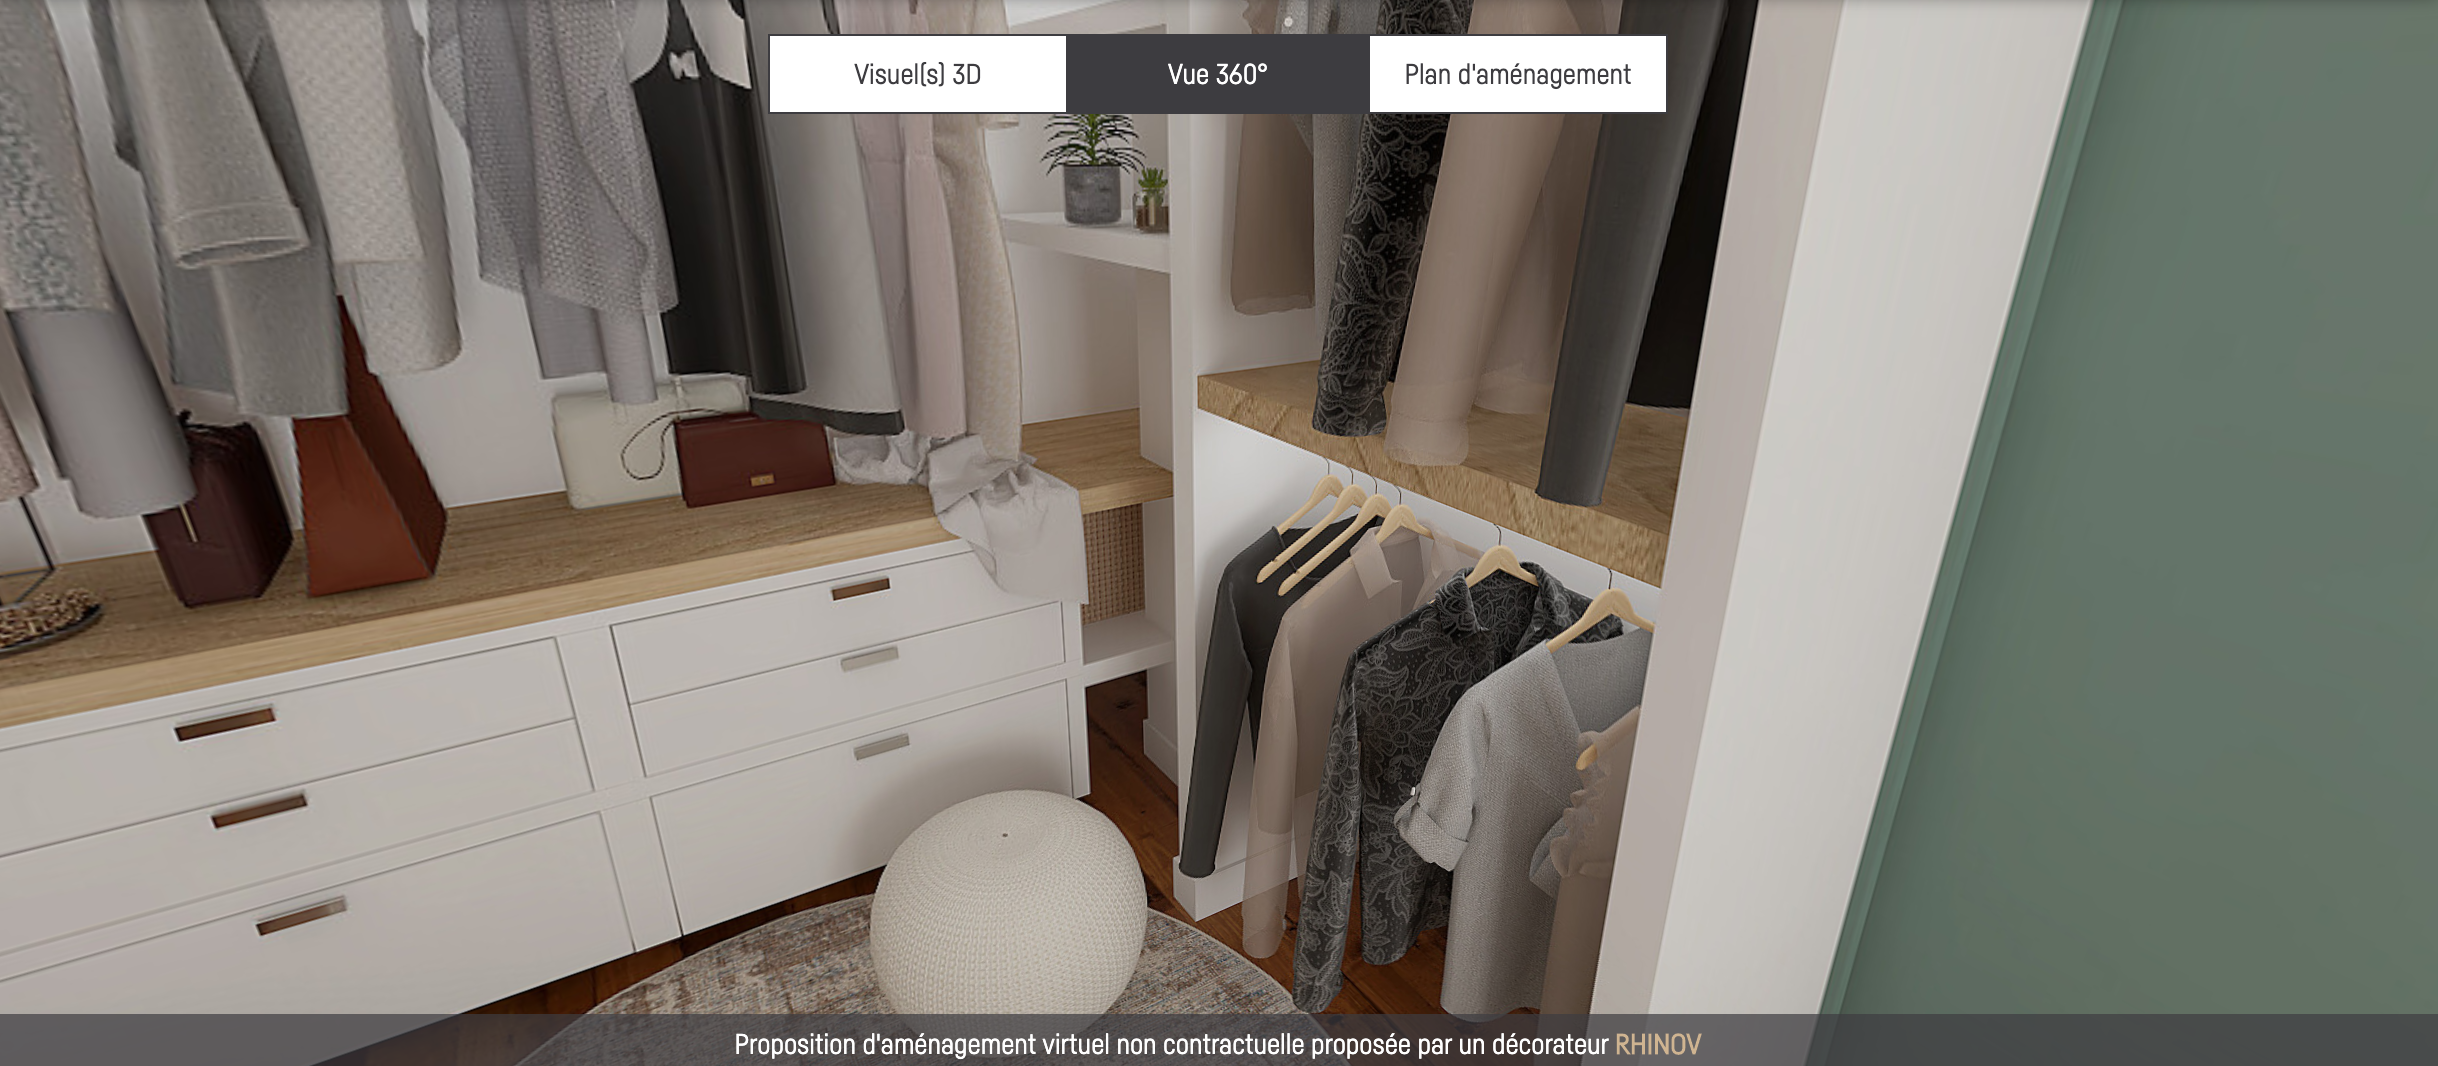 Visuel(s) 3D
Vue 360°
Plan d'aménagement
Proposition d'aménagement virtuel non contractuelle proposée par un décorateur RHINOV